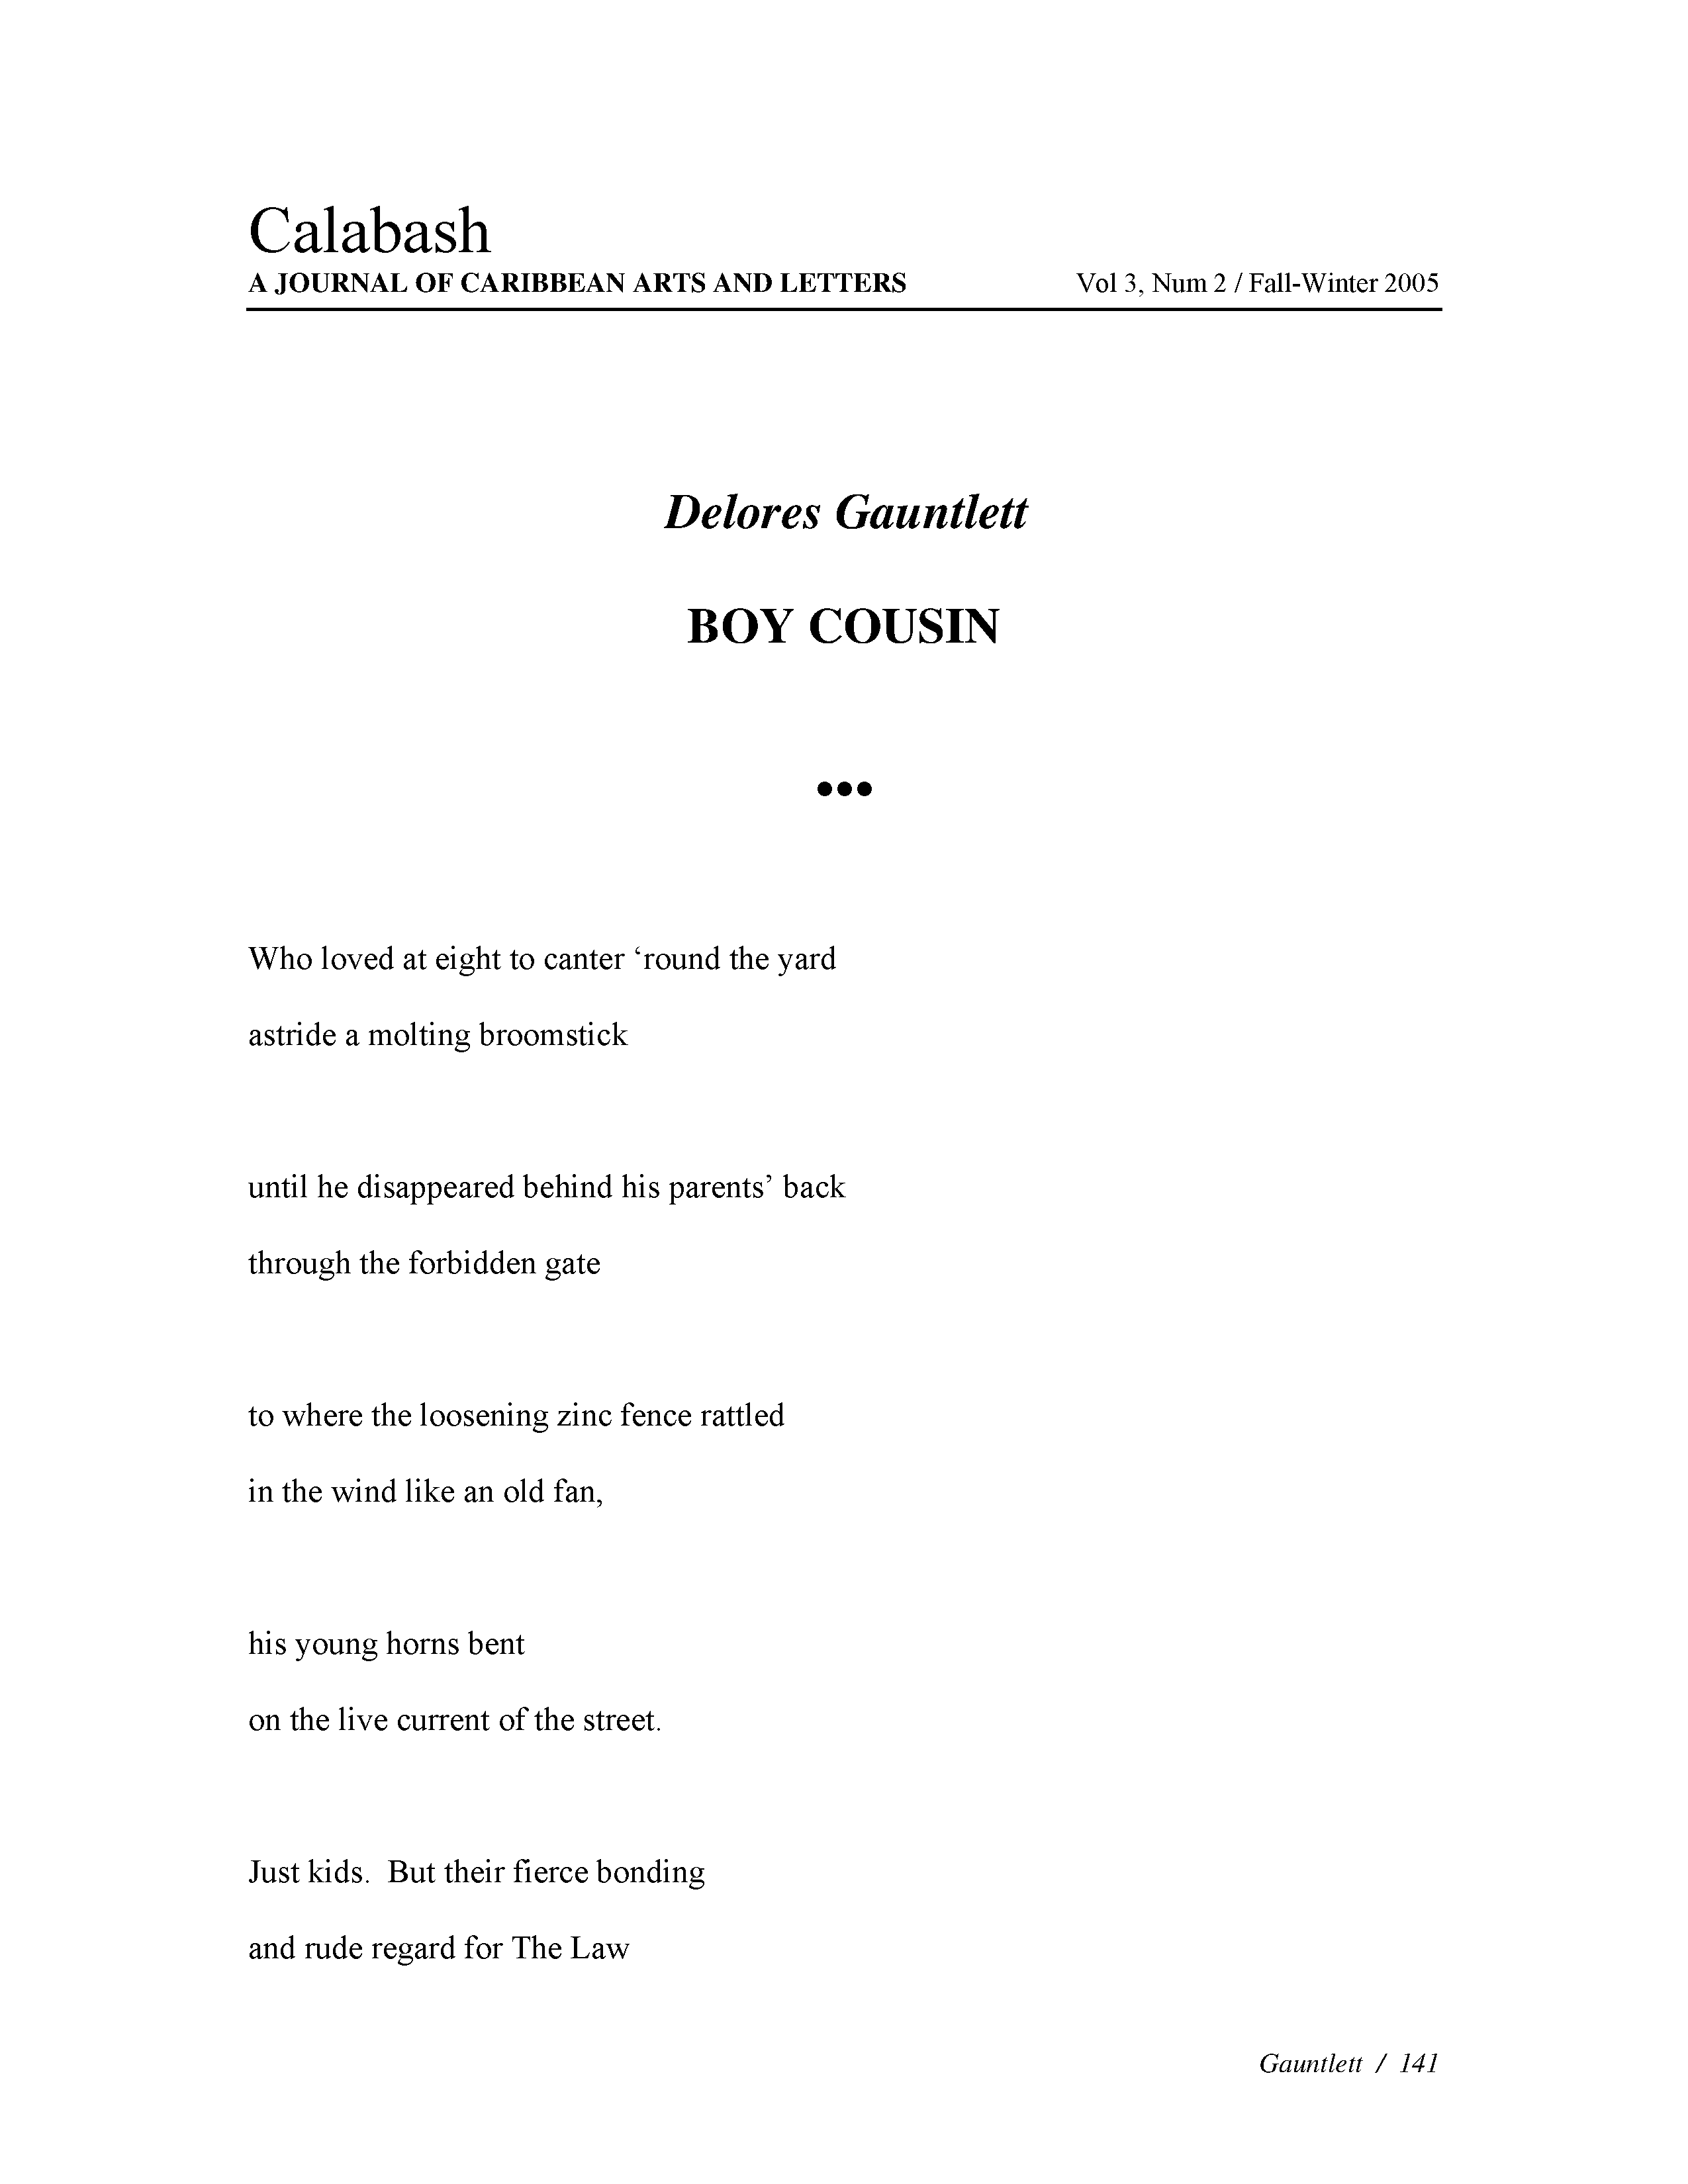 Calabash
A JOURNAL OF CARIBBEAN ARTS AND LETTERS Vol 3, Num 2 / Fall-Winter 2005
Delores Gauntlett
BOY COUSIN
•••
Who loved at eight to canter ‘round the yard
astride a molting broomstick
until he disappeared behind his parents’ back
through the forbidden gate
to where the loosening zinc fence rattled
in the wind like an old fan,
his young horns bent
on the live current of the street.
Just kids.  But their fierce bonding
and rude regard for The Law
Gauntlett / 141